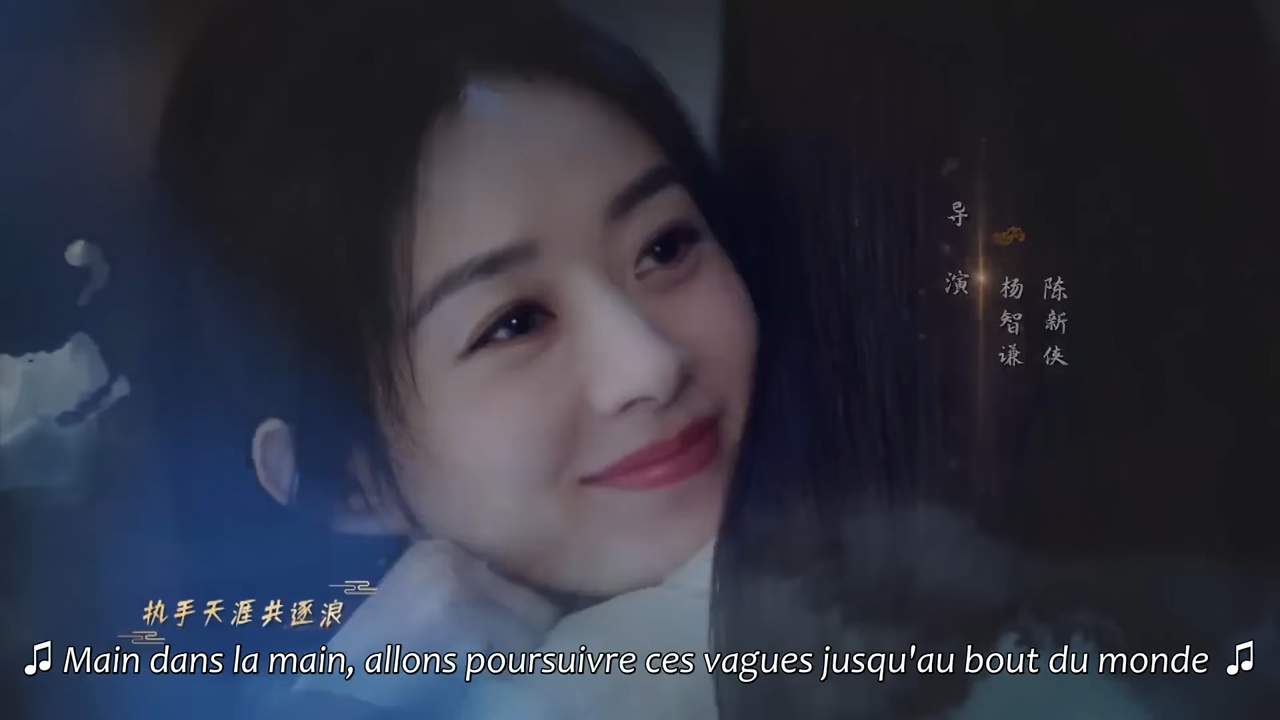 导演
陈新侠
杨智谦
执手天涯共逐浪
♫ Main dans la main, allons poursuivre ces vagues jusqu'au bout du monde ♫